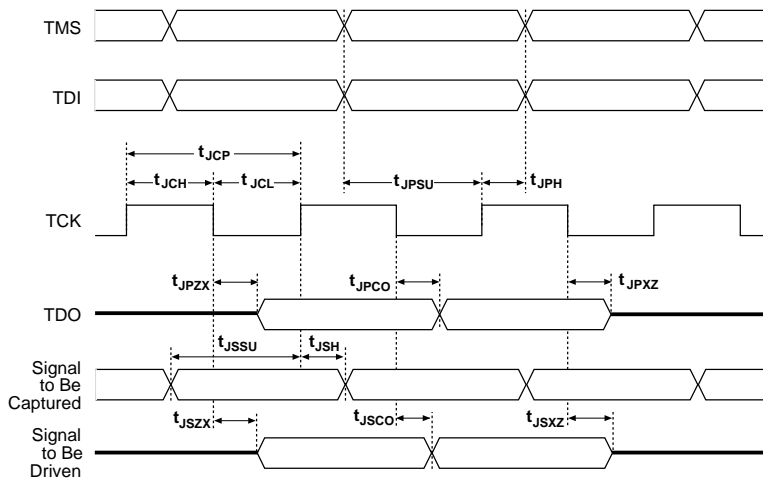 TMS
TDI
tJCP
tJCH tJCL tJPSU tJPH
TCK
tJPZX tJPCO tJPXZ
TDO
tJSSU tJSH
Signal
to Be
Captured
tJSZX tJSCO tJSXZ
Signal
to Be
Driven